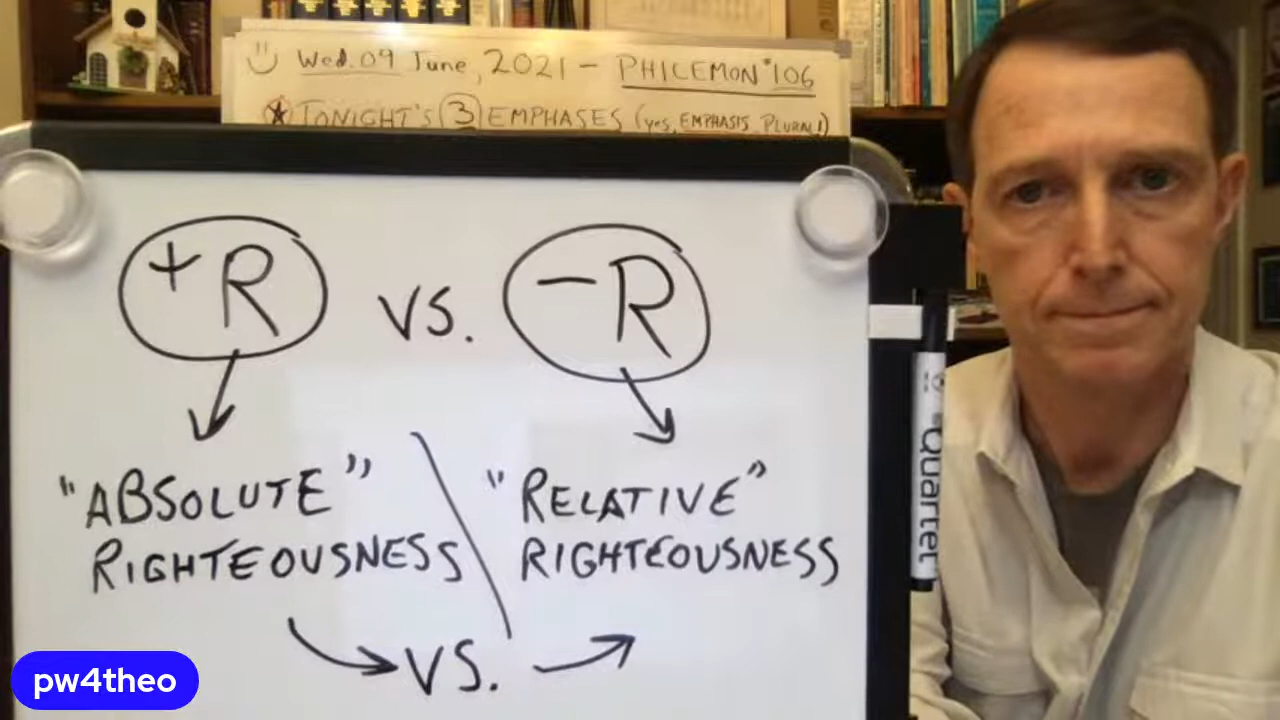 Wed. 09 June, 2021 – PHILEMON #106
TONIGHT'S 3 EMPHASES (yes, EMPHASIS, PLURAL!)
+R VS. -R
"ABSOLUTE" "RELATIVE"
RIGHTEOUSNESS RIGHTEOUSNESS
VS.
Quartet
pw4theo